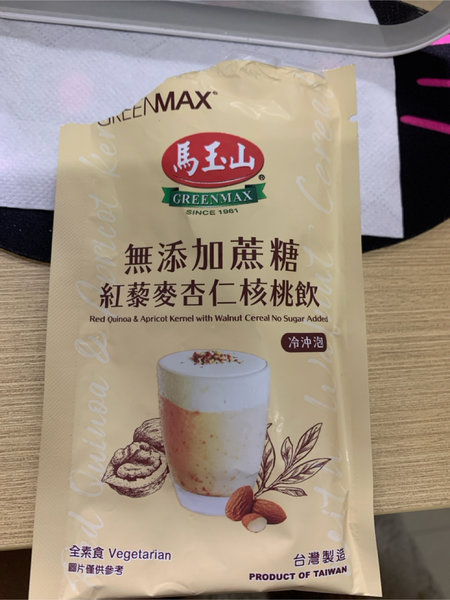 GREENMAX®
馬玉山
®
GREENMAX
SINCE 1961
無添加蔗糖
紅藜麥杏仁核桃飲
Red Quinoa & Apricot Kernel with Walnut Cereal No Sugar Added
冷沖泡
全素食 Vegetarian
圖片僅供參考
台灣製造
PRODUCT OF TAIWAN